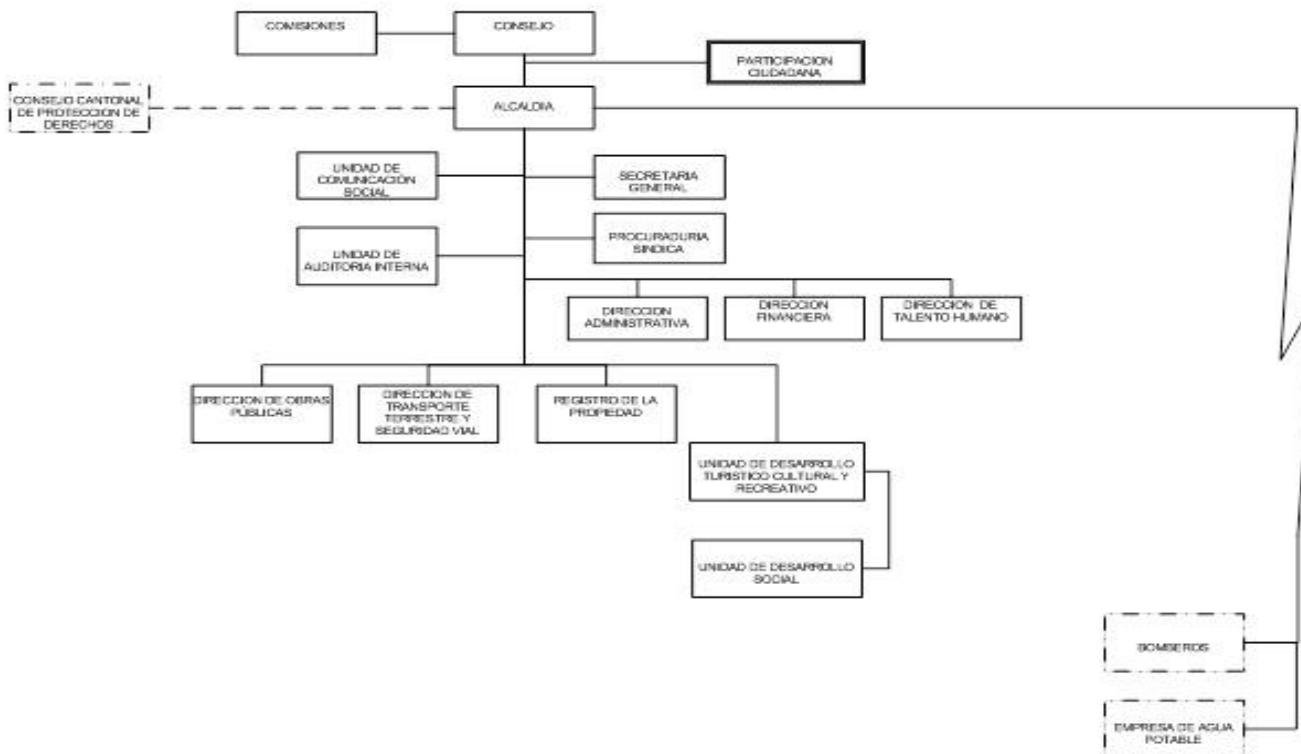 COMISIONES
CONSEJO
PARTICIPACION
CIUDADANA
CONSEJO CANTONAL
DE PROTECCION DE
DERECHOS
ALCALDIA
UNIDAD DE
COMUNICACIÓN
SOCIAL
SECRETARIA
GENERAL
UNIDAD DE
AUDITORIA INTERNA
PROCURADURIA
SINDICA
DIRECCION
ADMINISTRATIVA
DIRECCION
FINANCIERA
DIRECCION DE
TALENTO HUMANO
DIRECCION DE OBRAS
PÚBLICAS
DIRECCION DE
TRANSPORTE
TERRESTRE Y
SEGURIDAD VIAL
REGISTRO DE LA
PROPIEDAD
UNIDAD DE DESARROLLO
TURISTICO CULTURAL Y
RECREATIVO
UNIDAD DE DESARROLLO
SOCIAL
BOMBEROS
EMPRESA DE AGUA
POTABLE